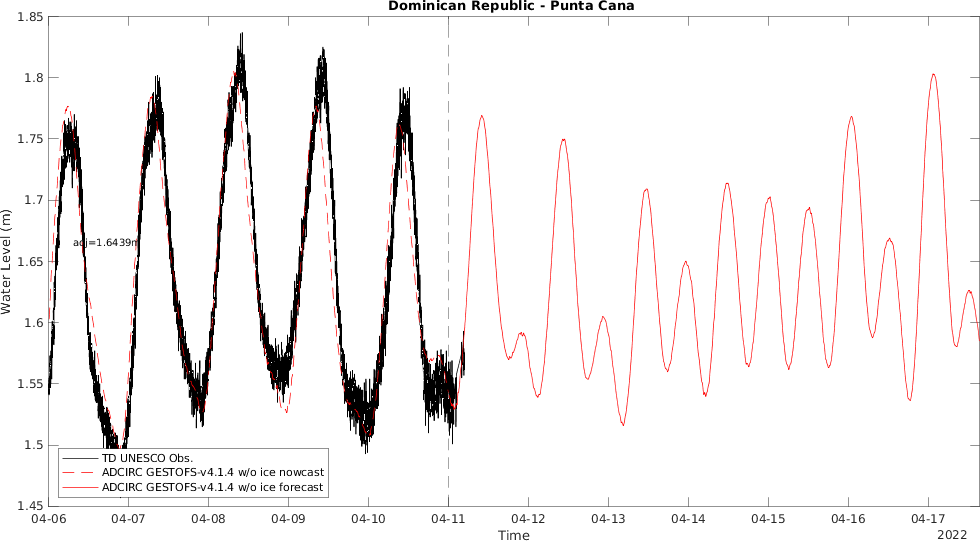 Dominican Republic - Punta Cana
1.85
1.8
1.75
1.7
1.65
1.6
1.55
1.5
1.45
Water Level (m)
adj=1.6439m
TD UNESCO Obs.
ADCIRC GESTOFS-v4.1.4 w/o ice nowcast
ADCIRC GESTOFS-v4.1.4 w/o ice forecast
04-06 04-07 04-08 04-09 04-10 04-11 04-12 04-13 04-14 04-15 04-16 04-17
Time
2022